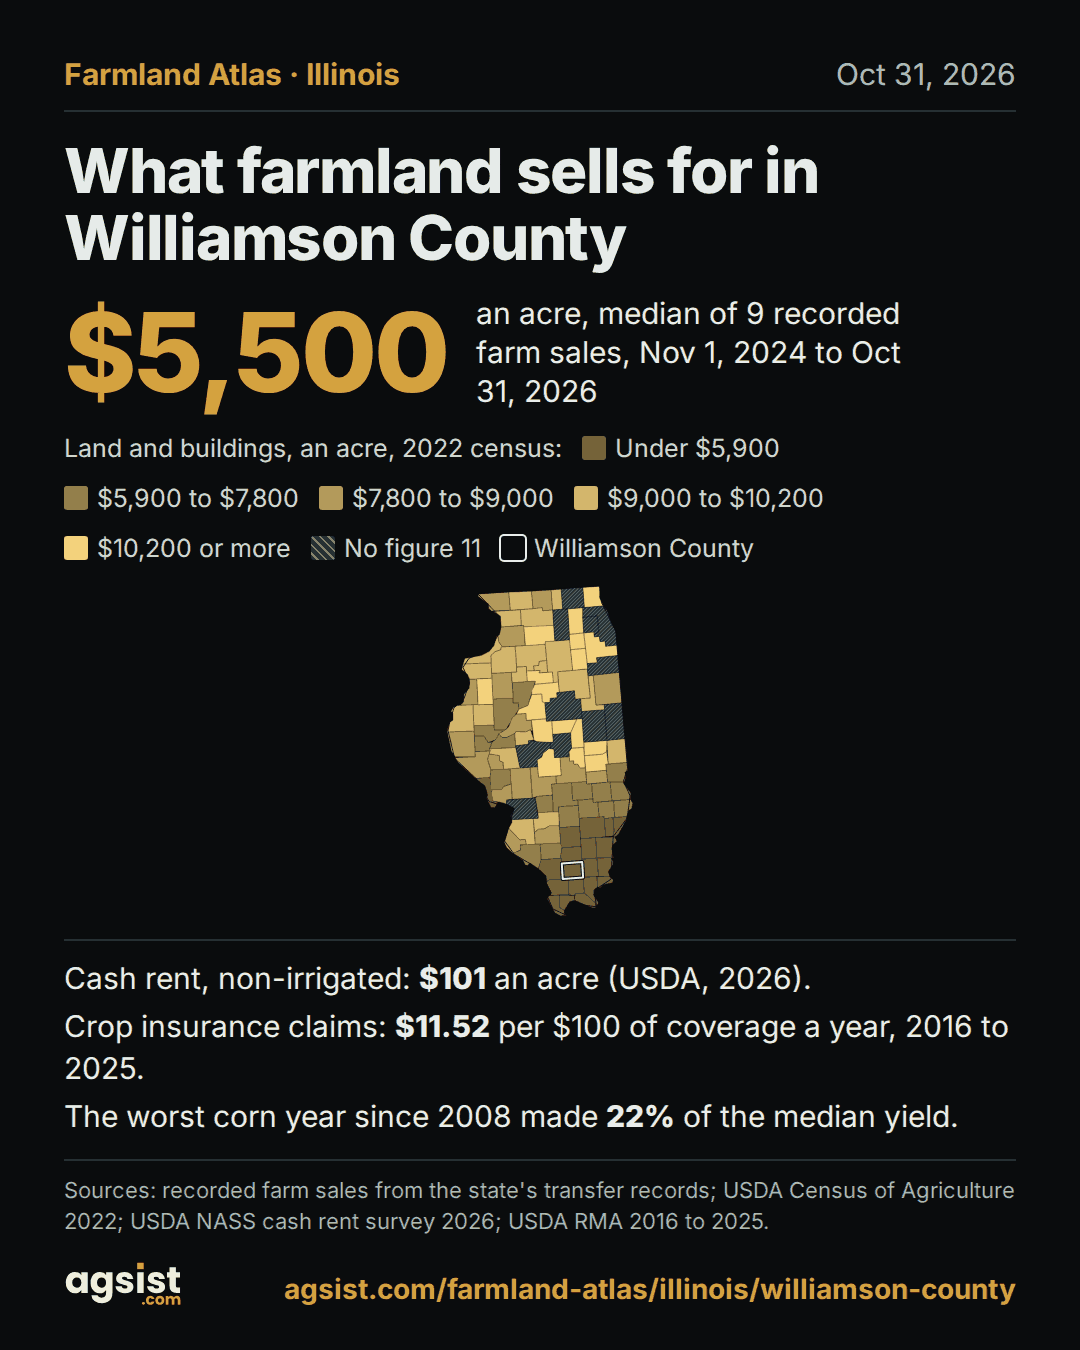 Farmland Atlas · Illinois
Oct 31, 2026
What farmland sells for in
Williamson County
$5,500
an acre, median of 9 recorded
farm sales, Nov 1, 2024 to Oct
31, 2026
Land and buildings, an acre, 2022 census: Under $5,900
$5,900 to $7,800 $7,800 to $9,000 $9,000 to $10,200
$10,200 or more No figure 11 Williamson County
Cash rent, non-irrigated: $101 an acre (USDA, 2026).
Crop insurance claims: $11.52 per $100 of coverage a year, 2016 to
2025.
The worst corn year since 2008 made 22% of the median yield.
Sources: recorded farm sales from the state's transfer records; USDA Census of Agriculture
2022; USDA NASS cash rent survey 2026; USDA RMA 2016 to 2025.
agsist
.com
agsist.com/farmland-atlas/illinois/williamson-county